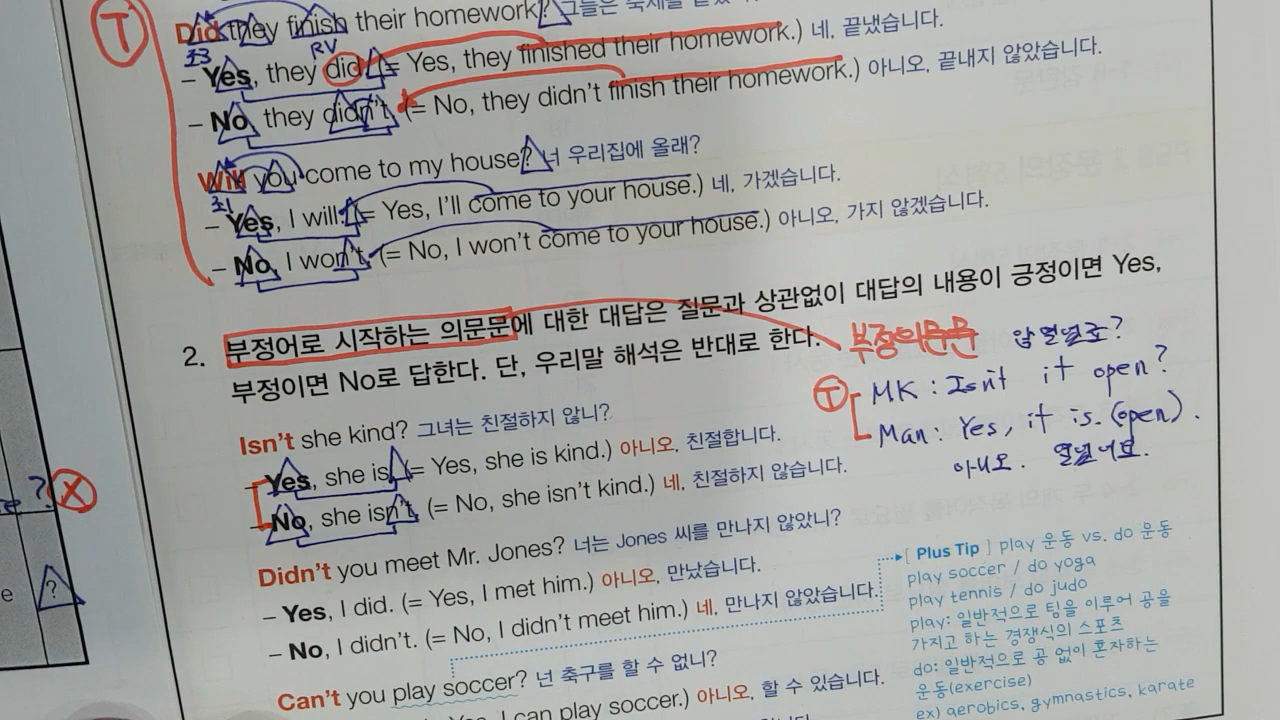 Did they finish their homework? 그들은 숙제를
조3
RV
T
– Yes, they did. (= Yes, they finished their homework.) 네, 끝냈습니다.
– No, they didn't. (= No, they didn't finish their homework.) 아니오, 끝내지 않았습니다.
Will you come to my house? 너 우리집에 올래?
조1
– Yes, I will. (= Yes, I'll come to your house.) 네, 가겠습니다.
– No, I won't. (= No, I won't come to your house.) 아니오, 가지 않겠습니다.
2. 부정어로 시작하는 의문문에 대한 대답은 질문과 상관없이 대답의 내용이 긍정이면 Yes,
부정이면 No로 답한다. 단, 우리말 해석은 반대로 한다.
부정의문문 안 열렸냐로?
T MK : Isn't it open?
Man : Yes, it is. (open).
아니오. 열렸어요.
Isn't she kind? 그녀는 친절하지 않니?
– Yes, she is. (= Yes, she is kind.) 아니오, 친절합니다.
– No, she isn't. (= No, she isn't kind.) 네, 친절하지 않습니다.
Didn't you meet Mr. Jones? 너는 Jones 씨를 만나지 않았니?
– Yes, I did. (= Yes, I met him.) 아니오, 만났습니다.
– No, I didn't. (= No, I didn't meet him.) 네, 만나지 않았습니다.
Can't you play soccer? 넌 축구를 할 수 없니?
I can play soccer.) 아니오, 할 수 있습니다.
[ Plus Tip ] play 운동 vs. do 운동
play soccer / do yoga
play tennis / do judo
play: 일반적으로 팀을 이루어 공을
가지고 하는 경쟁식의 스포츠
do: 일반적으로 공 없이 혼자하는
운동(exercise)
ex) aerobics, gymnastics, karate
e ? X
e ?